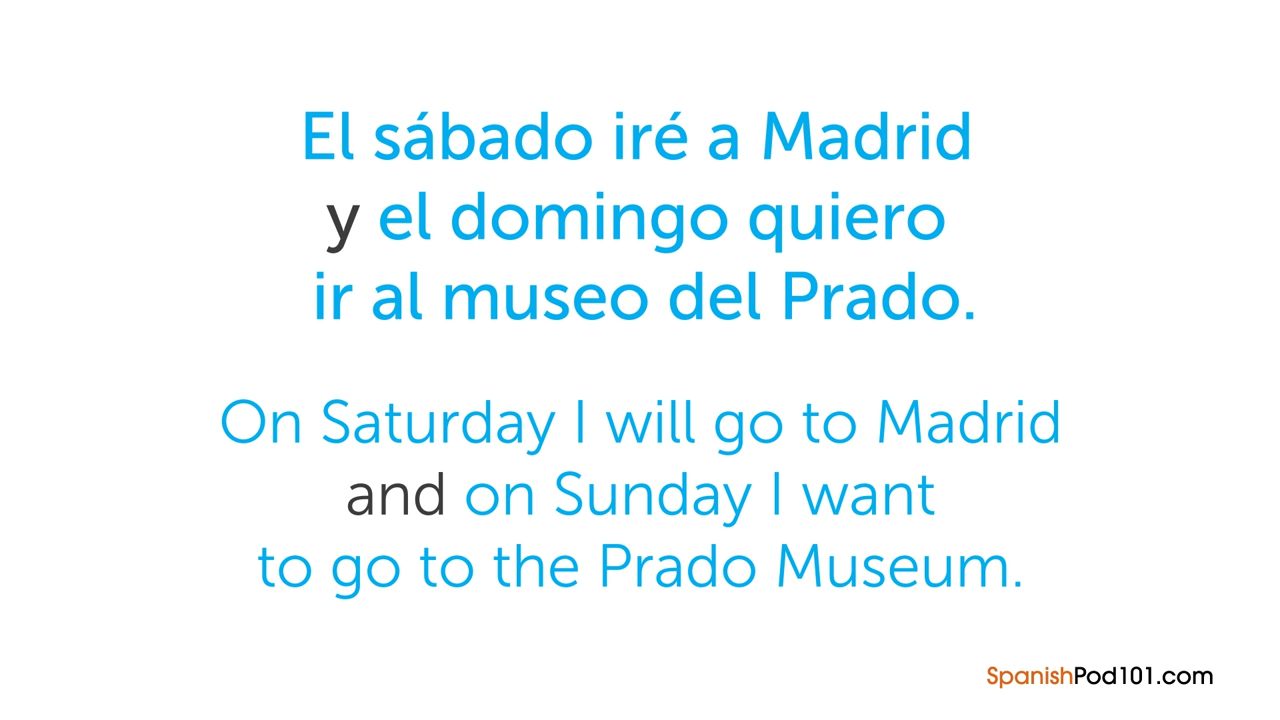 El sábado iré a Madrid
y el domingo quiero
ir al museo del Prado.
On Saturday I will go to Madrid
and on Sunday I want
to go to the Prado Museum.
SpanishPod101.com